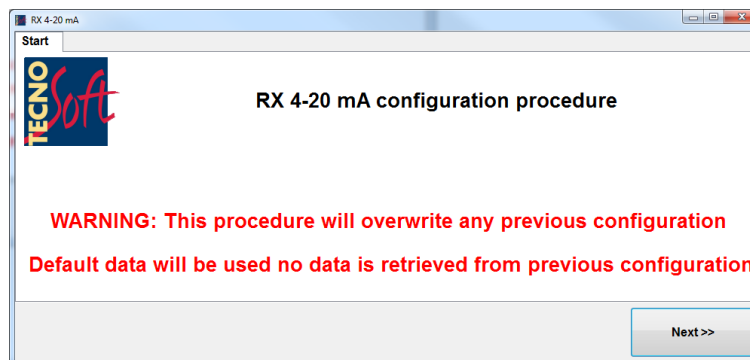 RX 4-20 mA
Start
TECNO
Soft
RX 4-20 mA configuration procedure
WARNING: This procedure will overwrite any previous configuration
Default data will be used no data is retrieved from previous configuration
Next >>